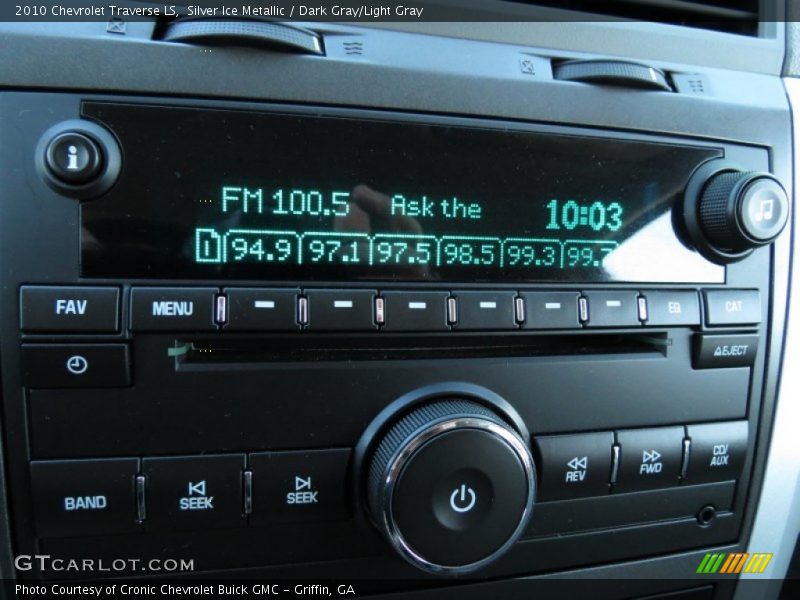 2010 Chevrolet Traverse LS, Silver Ice Metallic / Dark Gray/Light Gray
i
FM 100.5 Ask the 10:03
1 94.9 97.1 97.5 98.5 99.3 99.
FAV MENU EQ CAT
EJECT
BAND SEEK SEEK REV FWD CD/AUX
GTCARLOT.COM
Photo Courtesy of Cronic Chevrolet Buick GMC - Griffin, GA